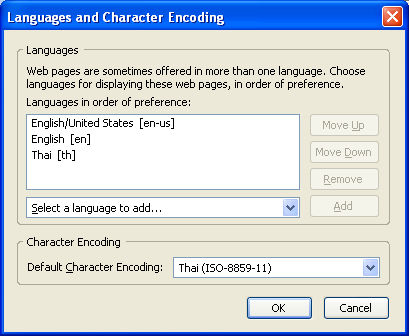 Languages and Character Encoding
Languages
Web pages are sometimes offered in more than one language. Choose
languages for displaying these web pages, in order of preference.
Languages in order of preference:
English/United States [en-us]
English [en]
Thai [th]
Move Up
Move Down
Remove
Select a language to add...
Add
Character Encoding
Default Character Encoding: Thai (ISO-8859-11)
OK Cancel